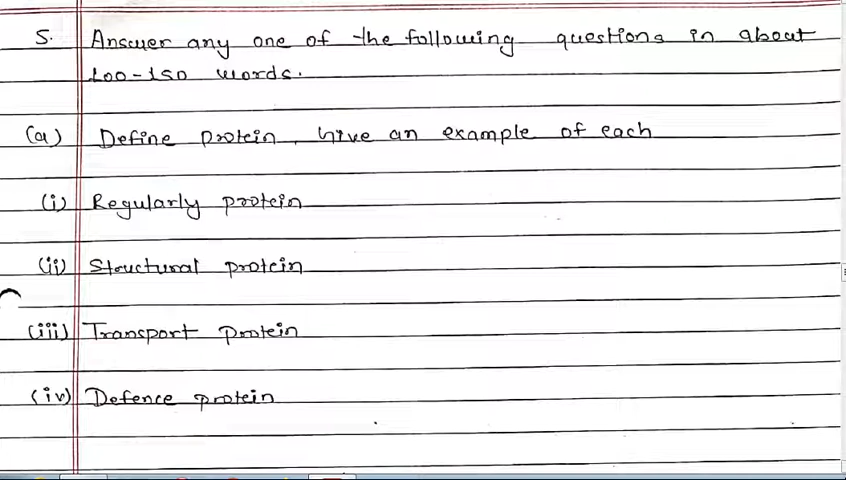 5. Answer any one of the following questions in about
100-150 words.
(a) Define protein, Give an example of each
(i) Regularly protein
(ii) Structural protein
(iii) Transport protein
(iv) Defence protein